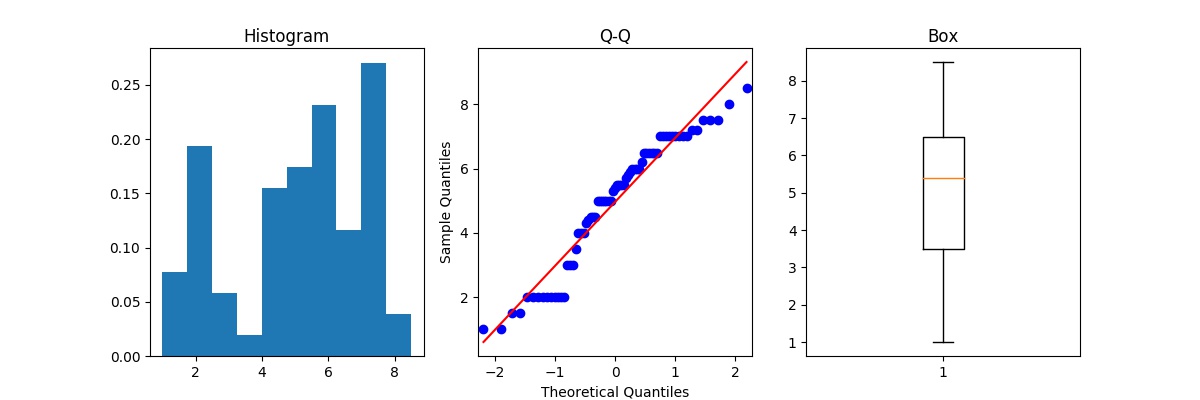 Histogram
0.25
0.20
0.15
0.10
0.05
0.00
2 4 6 8
Q-Q
Sample Quantiles
8
6
4
2
−2 −1 0 1 2
Theoretical Quantiles
Box
8
7
6
5
4
3
2
1
1